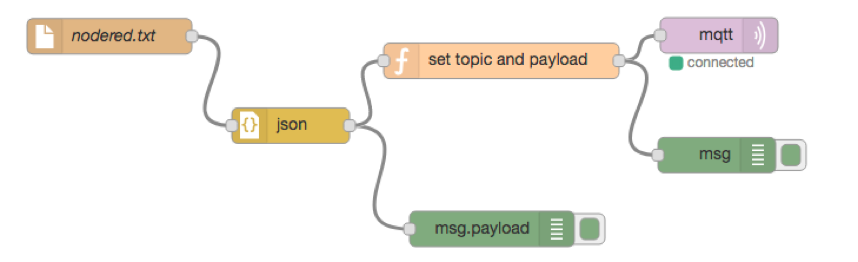 nodered.txt
mqtt
set topic and payload
connected
{} json
msg
msg.payload